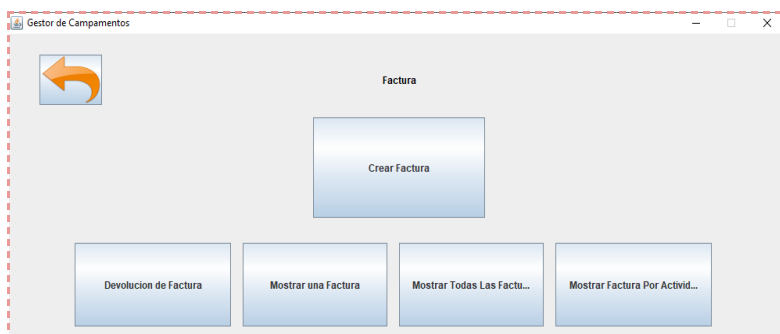 Gestor de Campamentos
Factura
Crear Factura
Devolucion de Factura
Mostrar una Factura
Mostrar Todas Las Factu...
Mostrar Factura Por Activid...